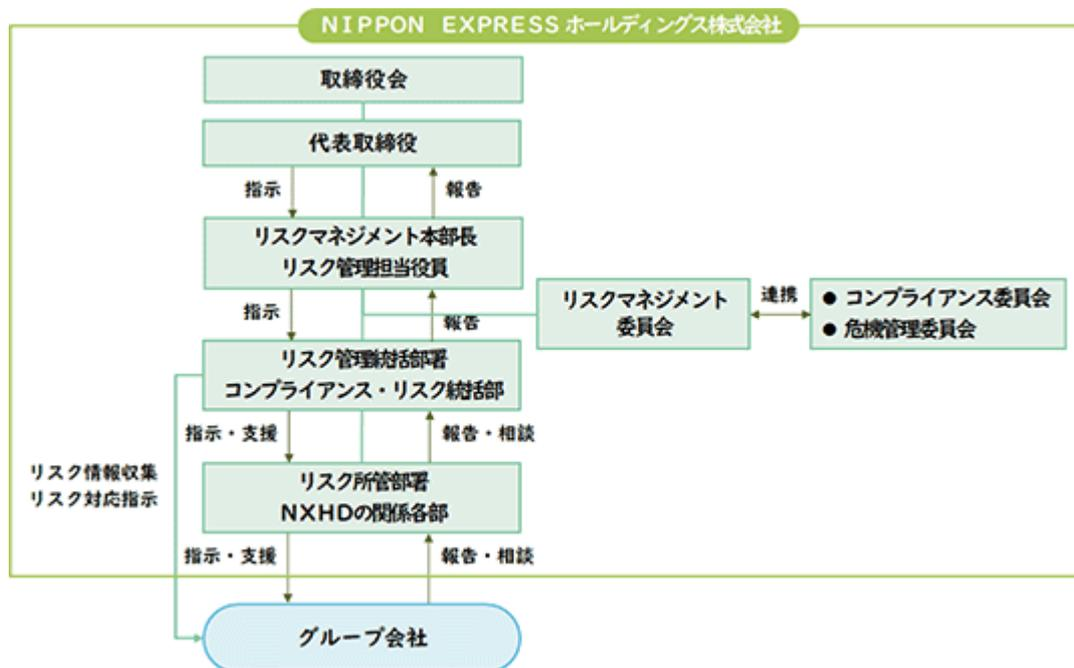 NIPPON EXPRESS ホールディングス株式会社
取締役会
代表取締役
指示
報告
リスクマネジメント本部長
リスク管理担当役員
指示
報告
リスクマネジメント
委員会
連携
● コンプライアンス委員会
● 危機管理委員会
リスク管理統括部署
コンプライアンス・リスク統括部
指示・支援
報告・相談
リスク情報収集
リスク対応指示
リスク所管部署
NXHDの関係各部
指示・支援
報告・相談
グループ会社